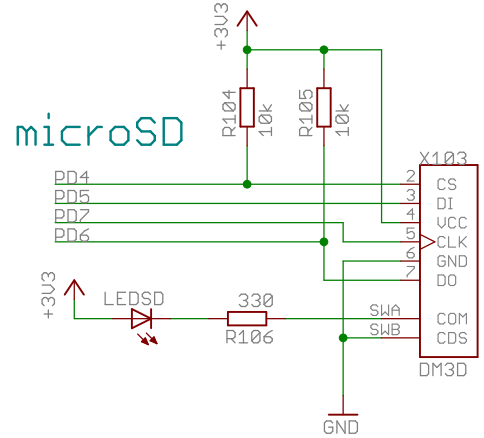 +3V3
R104
10k
R105
10k
microSD
X103
PD4
2
CS
PD5
3
DI
PD7
4
VCC
5
CLK
PD6
6
GND
7
DO
+3V3
LEDSD
330
R106
SWA
COM
SWB
CDS
DM3D
GND